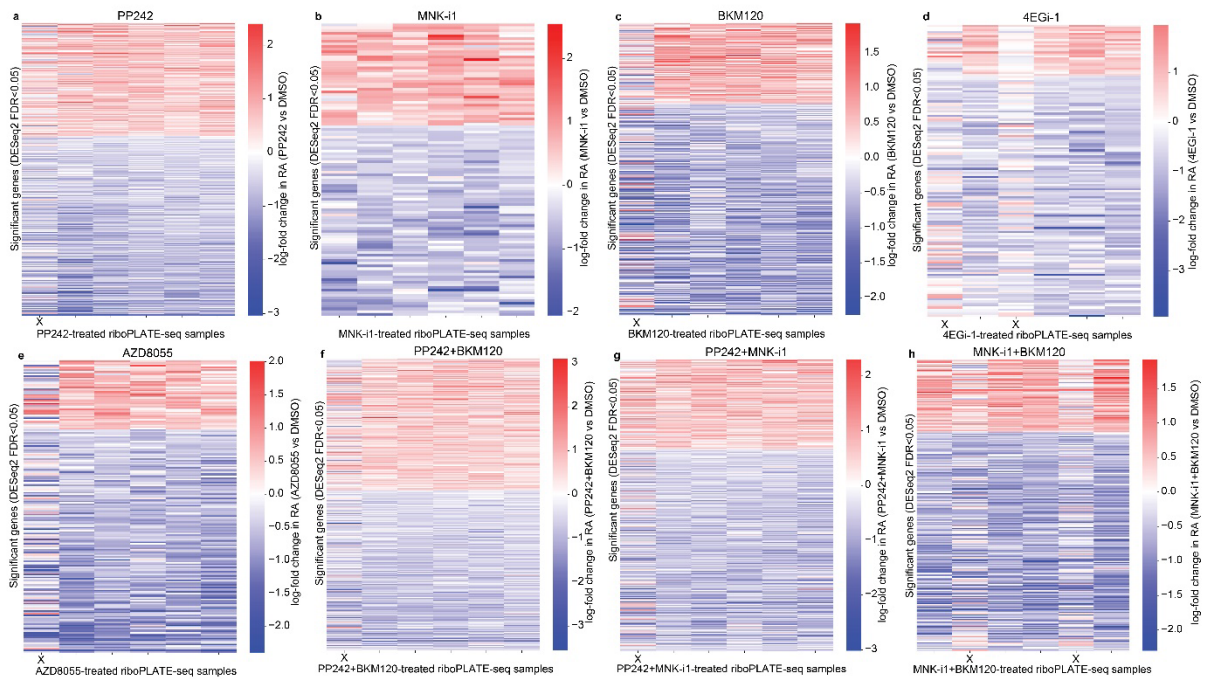 a
PP242
Significant genes (DESeq2 FDR<0.05)
2
1
0
−1
−2
−3
log-fold change in RA (PP242 vs DMSO)
X
PP242-treated riboPLATE-seq samples
b
MNK-i1
Significant genes (DESeq2 FDR<0.05)
2
1
0
−1
−2
log-fold change in RA (MNK-i1 vs DMSO)
MNK-i1-treated riboPLATE-seq samples
c
BKM120
Significant genes (DESeq2 FDR<0.05)
1.5
1.0
0.5
0.0
−0.5
−1.0
−1.5
−2.0
log-fold change in RA (BKM120 vs DMSO)
X
BKM120-treated riboPLATE-seq samples
d
4EGi-1
Significant genes (DESeq2 FDR<0.05)
1
0
−1
−2
−3
log-fold change in RA (4EGi-1 vs DMSO)
X X
4EGi-1-treated riboPLATE-seq samples
e
AZD8055
Significant genes (DESeq2 FDR<0.05)
2.0
1.5
1.0
0.5
0.0
−0.5
−1.0
−1.5
−2.0
log-fold change in RA (AZD8055 vs DMSO)
X
AZD8055-treated riboPLATE-seq samples
f
PP242+BKM120
Significant genes (DESeq2 FDR<0.05)
3
2
1
0
−1
−2
−3
log-fold change in RA (PP242+BKM120 vs DMSO)
X
PP242+BKM120-treated riboPLATE-seq samples
g
PP242+MNK-i1
Significant genes (DESeq2 FDR<0.05)
2
1
0
−1
−2
−3
log-fold change in RA (PP242+MNK-i1 vs DMSO)
X
PP242+MNK-i1-treated riboPLATE-seq samples
h
MNK-i1+BKM120
Significant genes (DESeq2 FDR<0.05)
1.5
1.0
0.5
0.0
−0.5
−1.0
−1.5
−2.0
log-fold change in RA (MNK-i1+BKM120 vs DMSO)
X X
MNK-i1+BKM120-treated riboPLATE-seq samples